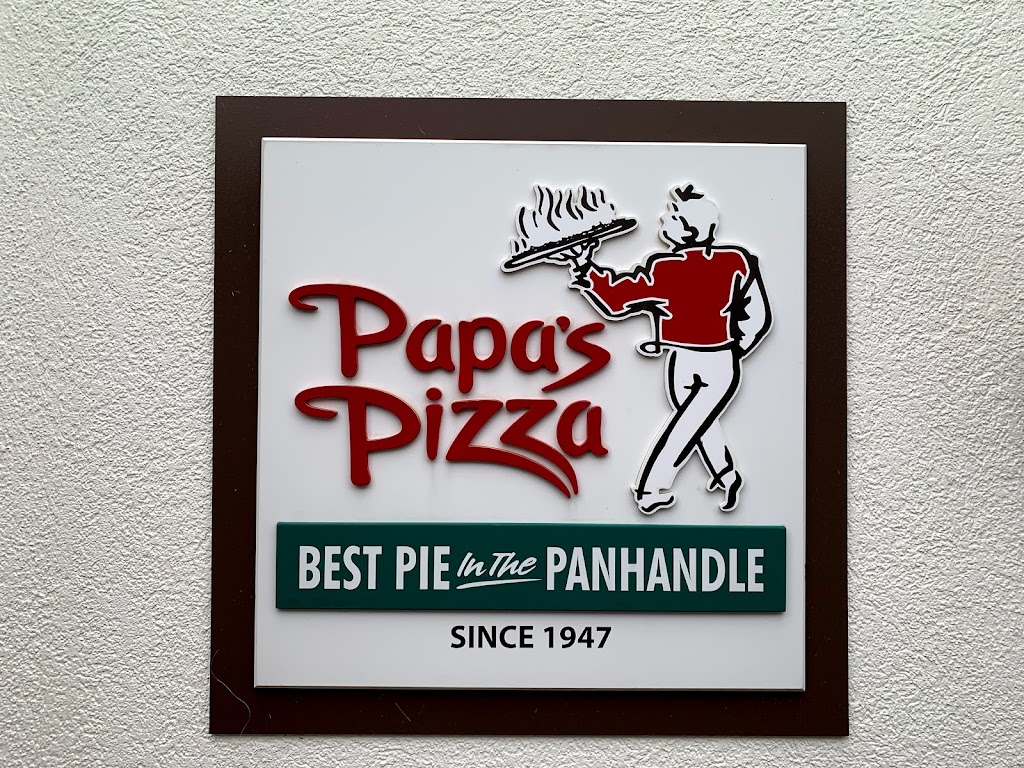 Papa's
Pizza
BEST PIE In The PANHANDLE
SINCE 1947